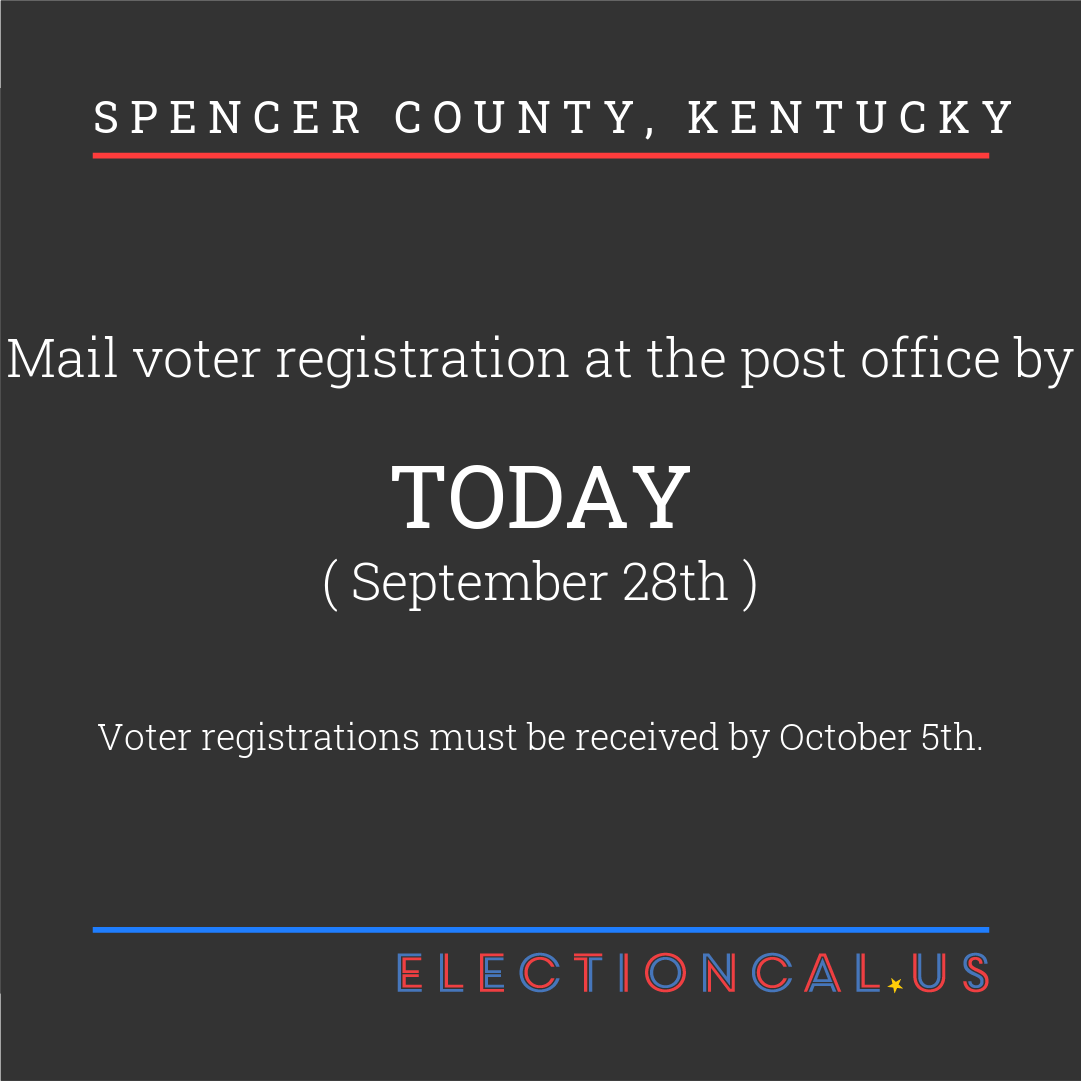 SPENCER COUNTY, KENTUCKY
Mail voter registration at the post office by
TODAY
( September 28th )
Voter registrations must be received by October 5th.
ELECTIONCAL.US